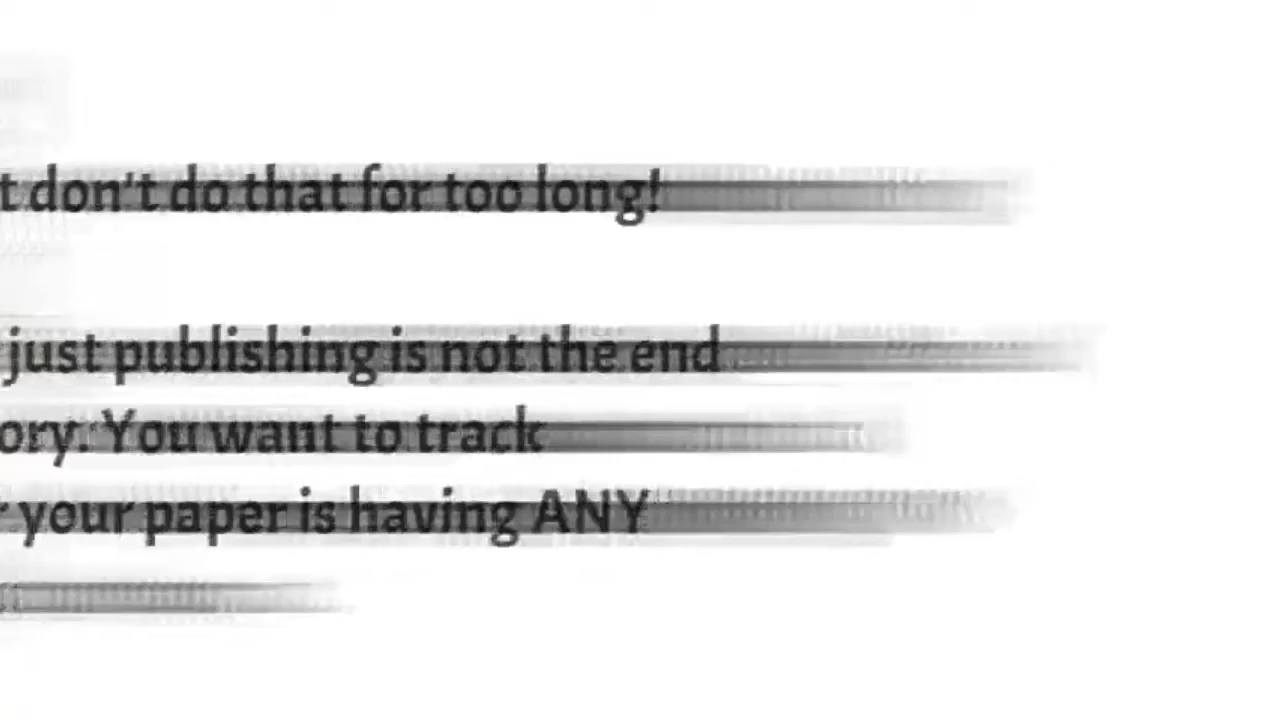 t don't do that for too long!
just publishing is not the end
ory. You want to track
your paper is having ANY